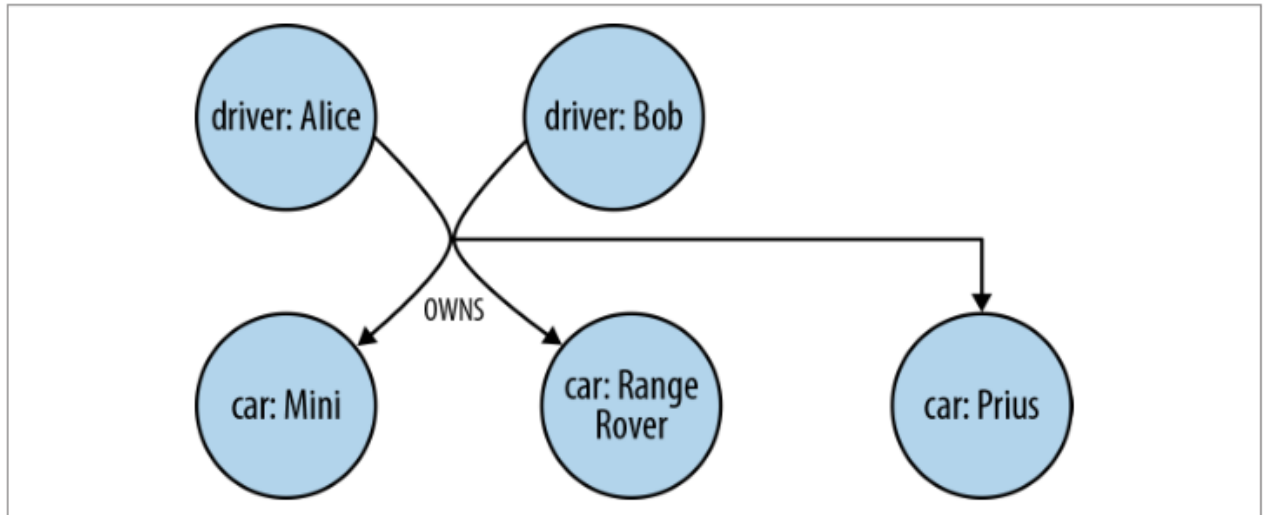 driver: Alice
driver: Bob
OWNS
car: Mini
car: Range
Rover
car: Prius